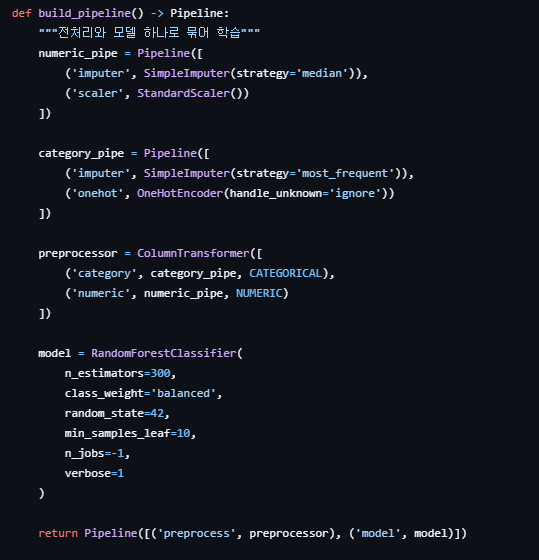 def build_pipeline() -> Pipeline:
    """전처리와 모델 하나로 묶어 학습"""
    numeric_pipe = Pipeline([
        ('imputer', SimpleImputer(strategy='median')),
        ('scaler', StandardScaler())
    ])

    category_pipe = Pipeline([
        ('imputer', SimpleImputer(strategy='most_frequent')),
        ('onehot', OneHotEncoder(handle_unknown='ignore'))
    ])

    preprocessor = ColumnTransformer([
        ('category', category_pipe, CATEGORICAL),
        ('numeric', numeric_pipe, NUMERIC)
    ])

    model = RandomForestClassifier(
        n_estimators=300,
        class_weight='balanced',
        random_state=42,
        min_samples_leaf=10,
        n_jobs=-1,
        verbose=1
    )

    return Pipeline([('preprocess', preprocessor), ('model', model)])